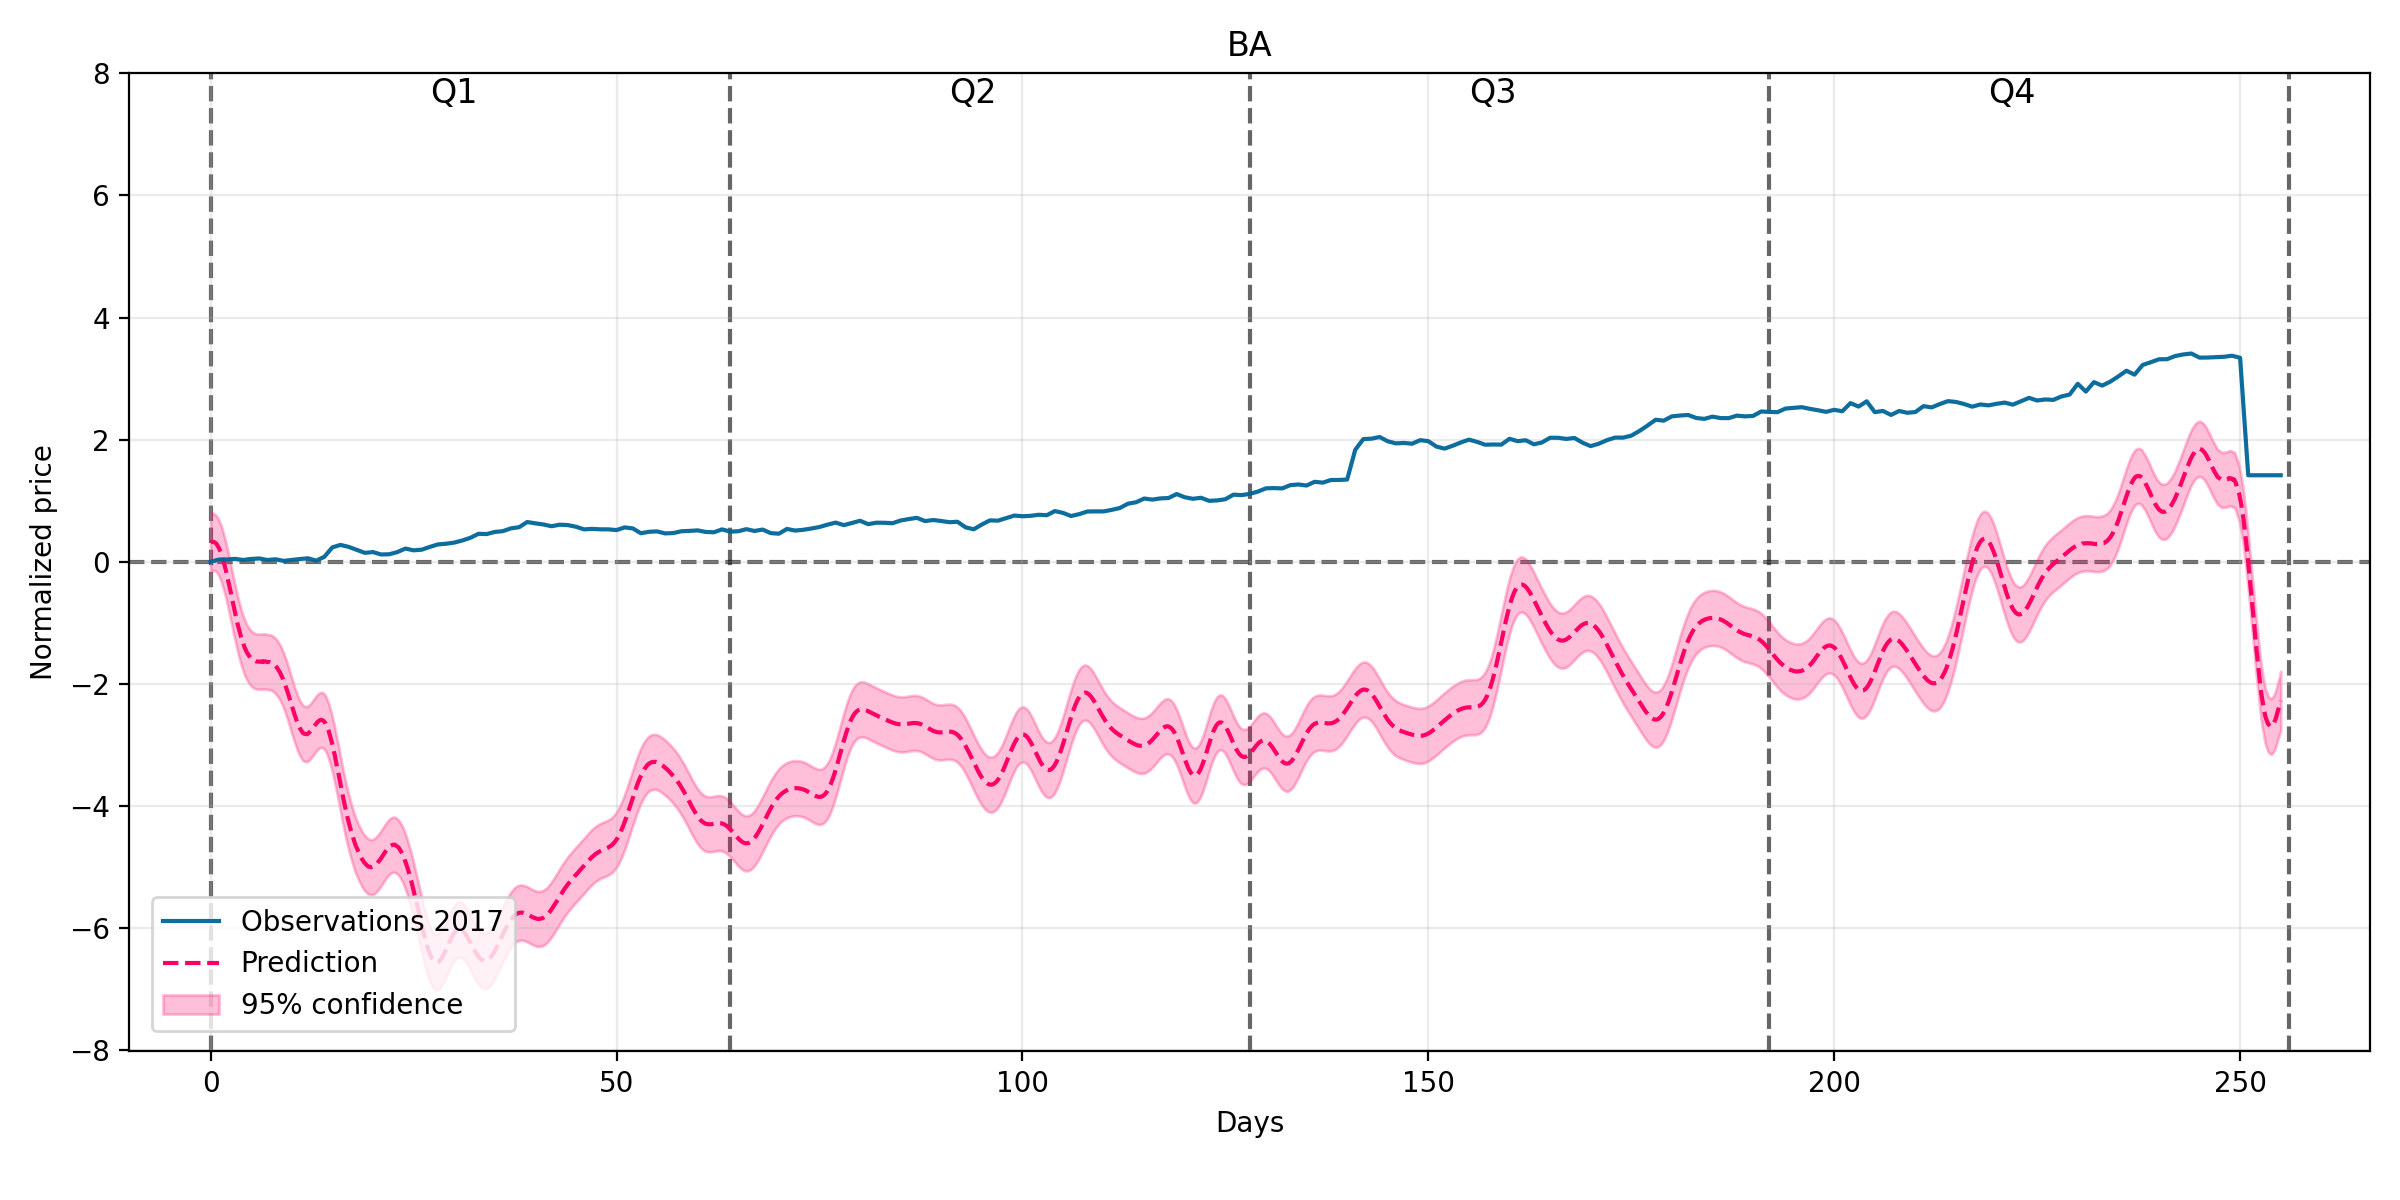 BA
Q1 Q2 Q3 Q4
8
6
4
2
0
−2
−4
−6
−8
Normalized price
Observations 2017
Prediction
95% confidence
0 50 100 150 200 250
Days